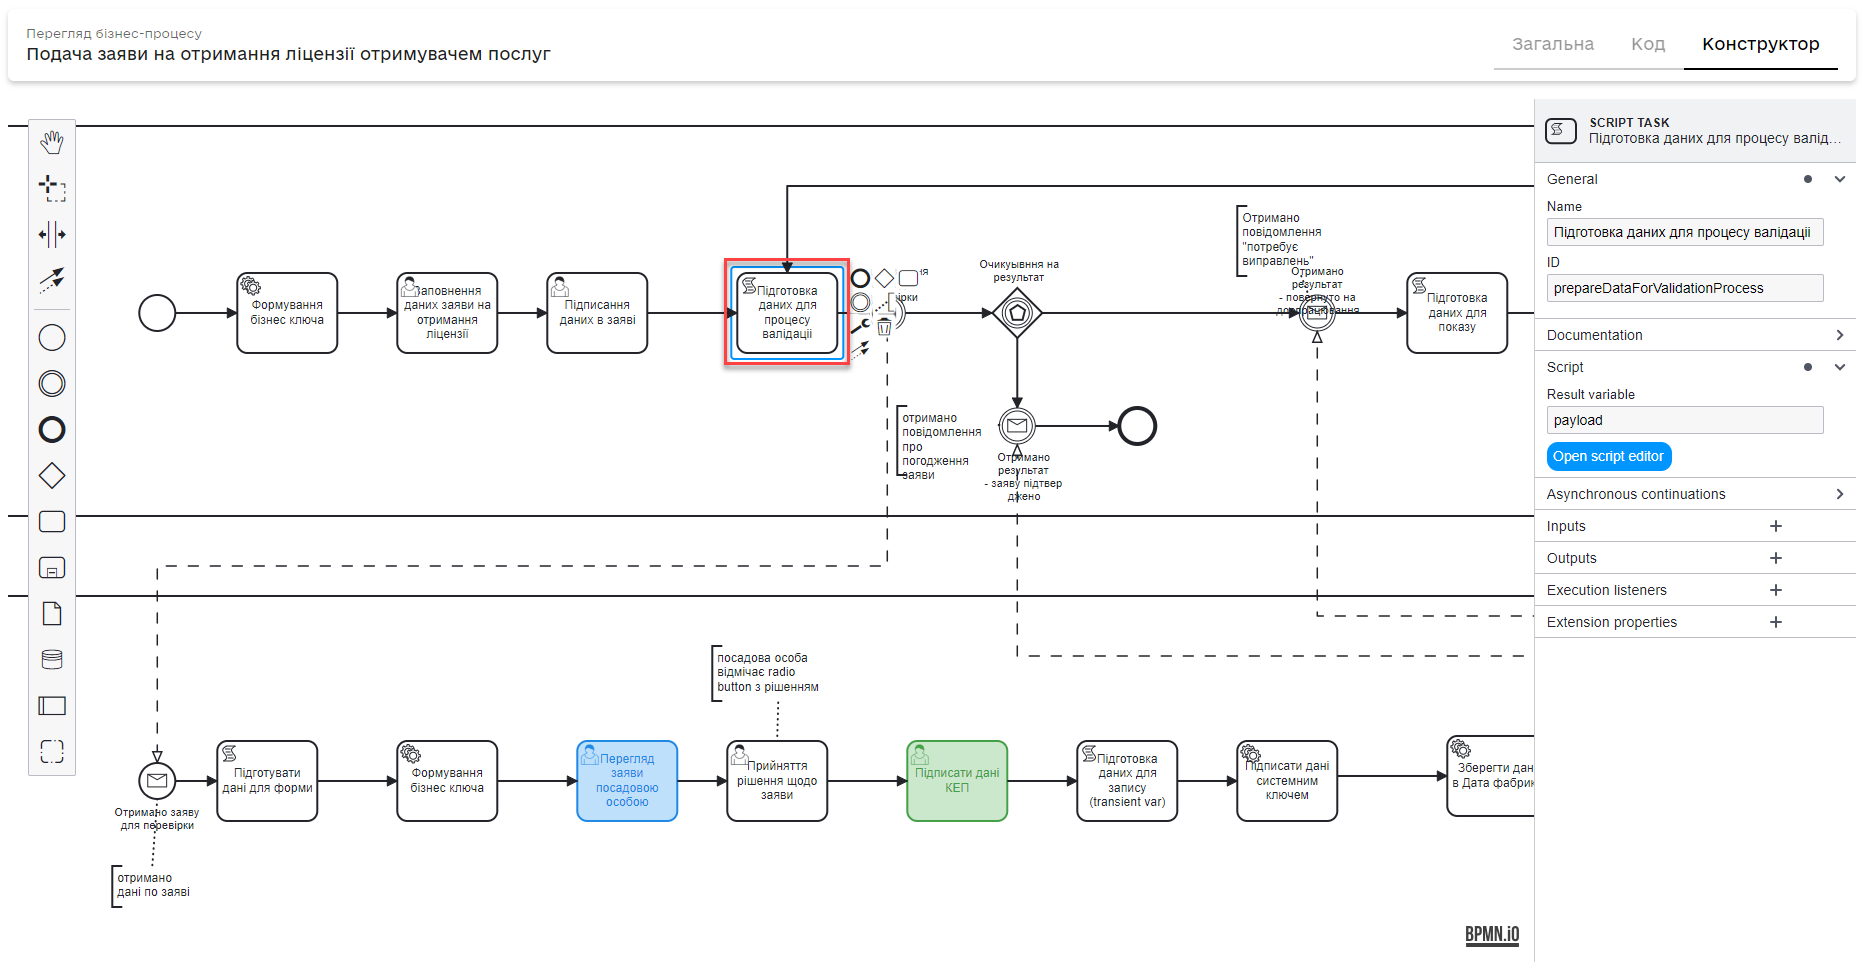 Перегляд бізнес-процесу
Подача заяви на отримання ліцензії отримувачем послуг
Загальна
Код
Конструктор
Формування
бізнес ключа
Заповнення
даних заяви на
отримання
ліцензії
Підписання
даних в заяві
Підготовка
даних для
процесу
валідаціі
Очикуывння на
результат
Отримано
повідомлення
"потребує
виправлень"
Отримано
результат
- повернуто на
доопрацювання
Підготовка
даних для
показу
отримано
повідомлення
про
погодження
заяви
Отримано
результат
- заяву підтвер
джено
посадова особа
відмічає radio
button з рішенням
Отримано заяву
для перевірки
отримано
дані по заяві
Підготувати
дані для форми
Формування
бізнес ключа
Перегляд
заяви
посадовою
особою
Прийняття
рішення щодо
заяви
Підписати дані
КЕП
Підготовка
даних для
запису
(transient var)
Підписати дані
системним
ключем
Зберегти дан
в Дата фабрик
BPMN.iO
SCRIPT TASK
Підготовка даних для процесу валід...
General
Name
Підготовка даних для процесу валідаціі
ID
prepareDataForValidationProcess
Documentation
Script
Result variable
payload
Open script editor
Asynchronous continuations
Inputs
Outputs
Execution listeners
Extension properties